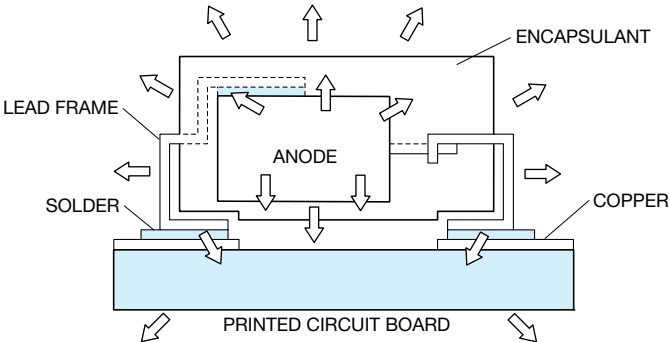 ENCAPSULANT
LEAD FRAME
ANODE
SOLDER
COPPER
PRINTED CIRCUIT BOARD